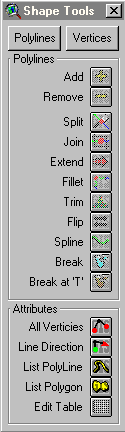 Shape Tools
Polylines Vertices
Polylines
Add
Remove
Split
Join
Extend
Fillet
Trim
Flip
Spline
Break
Break at 'T'
Attributes
All Verticies
Line Direction
List PolyLine
List Polygon
Edit Table